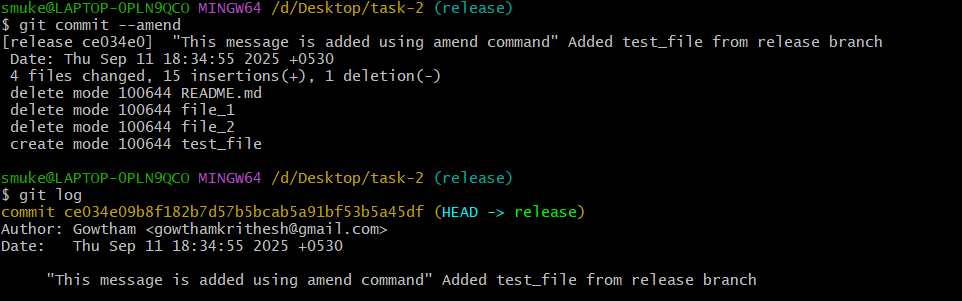 smuke@LAPTOP-0PLN9QCO MINGW64 /d/Desktop/task-2 (release)
$ git commit --amend
[release ce034e0]  "This message is added using amend command" Added test_file from release branch
 Date: Thu Sep 11 18:34:55 2025 +0530
 4 files changed, 15 insertions(+), 1 deletion(-)
 delete mode 100644 README.md
 delete mode 100644 file_1
 delete mode 100644 file_2
 create mode 100644 test_file
smuke@LAPTOP-0PLN9QCO MINGW64 /d/Desktop/task-2 (release)
$ git log
commit ce034e09b8f182b7d57b5bcab5a91bf53b5a45df (HEAD -> release)
Author: Gowtham <gowthamkrithesh@gmail.com>
Date:   Thu Sep 11 18:34:55 2025 +0530
     "This message is added using amend command" Added test_file from release branch